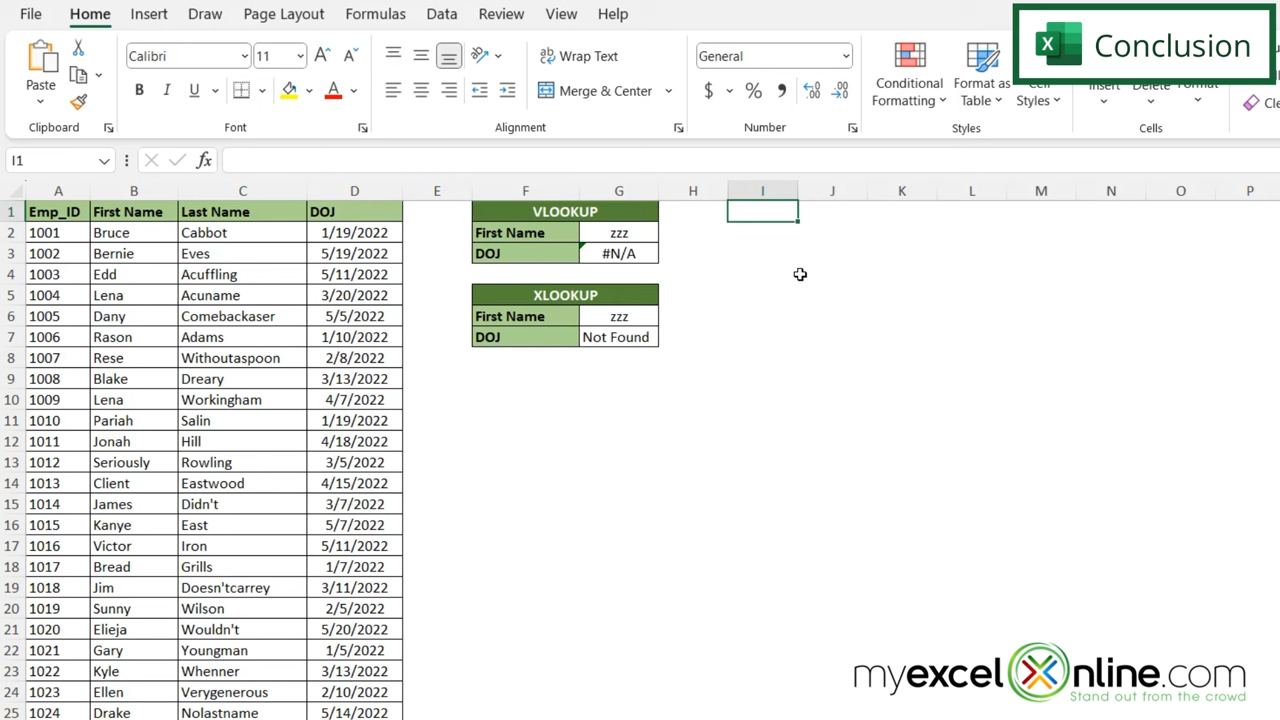 File Home Insert Draw Page Layout Formulas Data Review View Help
Conclusion
Paste
Calibri 11
Wrap Text
Merge & Center
General
Conditional Formatting
Format as Table
Cell Styles
Insert Delete Format
Cle
Clipboard Font Alignment Number Styles Cells
I1 fx
A B C D E F G H I J K L M N O P
1 Emp_ID First Name Last Name DOJ VLOOKUP
2 1001 Bruce Cabbot 1/19/2022 First Name zzz
3 1002 Bernie Eves 5/19/2022 DOJ #N/A
4 1003 Edd Acuffling 5/11/2022
5 1004 Lena Acuname 3/20/2022 XLOOKUP
6 1005 Dany Comebackaser 5/5/2022 First Name zzz
7 1006 Rason Adams 1/10/2022 DOJ Not Found
8 1007 Rese Withoutaspoon 2/8/2022
9 1008 Blake Dreary 3/13/2022
10 1009 Lena Workingham 4/7/2022
11 1010 Pariah Salin 1/19/2022
12 1011 Jonah Hill 4/18/2022
13 1012 Seriously Rowling 3/5/2022
14 1013 Client Eastwood 4/15/2022
15 1014 James Didn't 3/7/2022
16 1015 Kanye East 5/7/2022
17 1016 Victor Iron 5/11/2022
18 1017 Bread Grills 1/7/2022
19 1018 Jim Doesn'tcarrey 3/11/2022
20 1019 Sunny Wilson 2/5/2022
21 1020 Elieja Wouldn't 5/20/2022
22 1021 Gary Youngman 1/5/2022
23 1022 Kyle Whenner 3/13/2022
24 1023 Ellen Verygenerous 2/10/2022
25 1024 Drake Nolastname 5/14/2022
myexcelonline.com
Stand out from the crowd